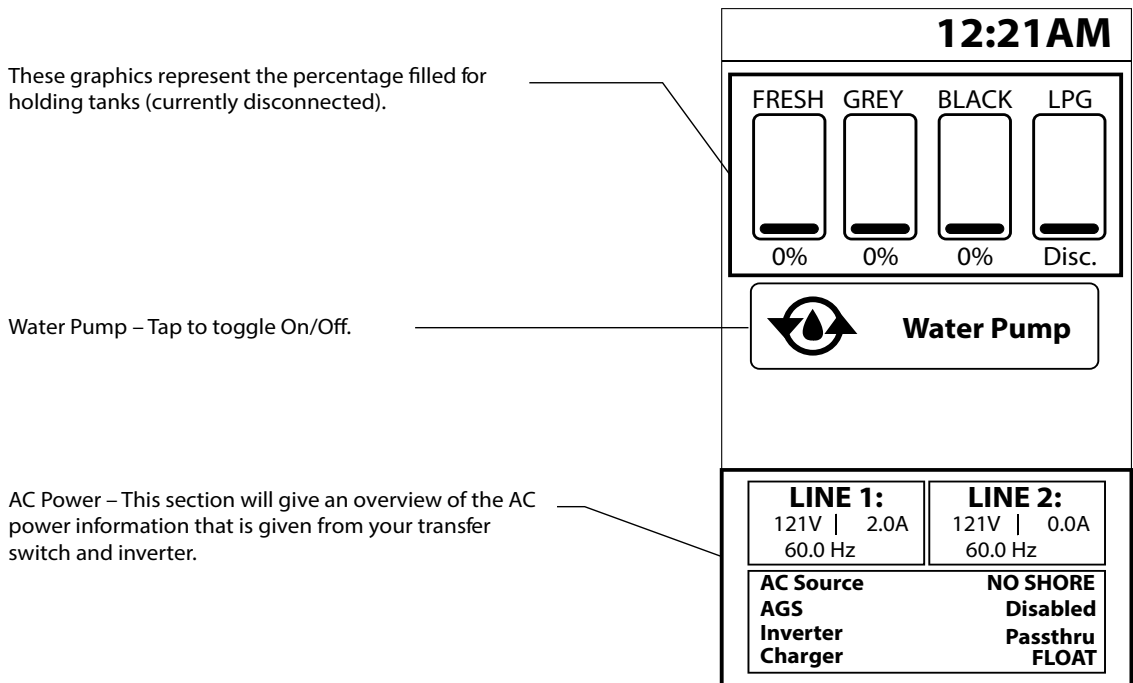 12:21AM
These graphics represent the percentage filled for
holding tanks (currently disconnected).
FRESH GREY BLACK LPG
0% 0% 0% Disc.
Water Pump – Tap to toggle On/Off.
Water Pump
AC Power – This section will give an overview of the AC
power information that is given from your transfer
switch and inverter.
LINE 1: LINE 2:
121V | 2.0A 121V | 0.0A
60.0 Hz 60.0 Hz
AC Source NO SHORE
AGS Disabled
Inverter Passthru
Charger FLOAT